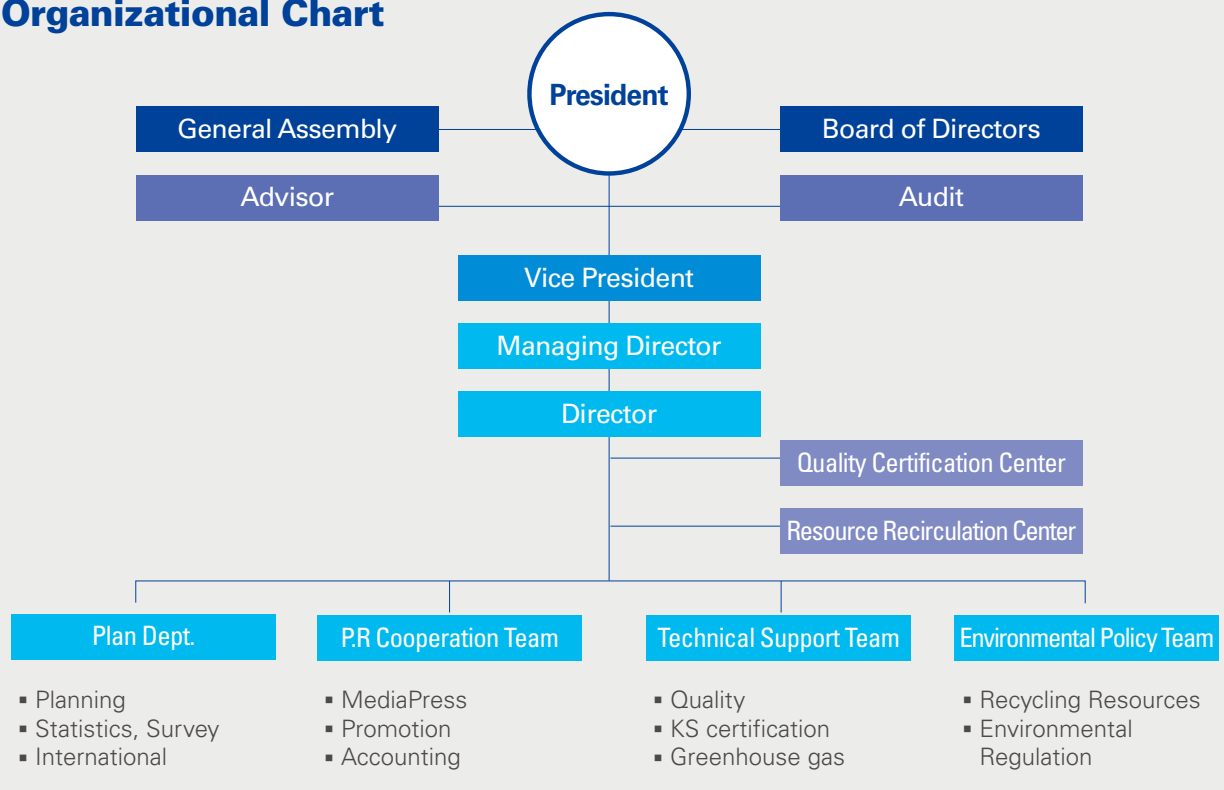 Organizational Chart
President
General Assembly
Board of Directors
Advisor
Audit
Vice President
Managing Director
Director
Quality Certification Center
Resource Recirculation Center
Plan Dept.
▪ Planning
▪ Statistics, Survey
▪ International
P.R Cooperation Team
▪ MediaPress
▪ Promotion
▪ Accounting
Technical Support Team
▪ Quality
▪ KS certification
▪ Greenhouse gas
Environmental Policy Team
▪ Recycling Resources
▪ Environmental
Regulation